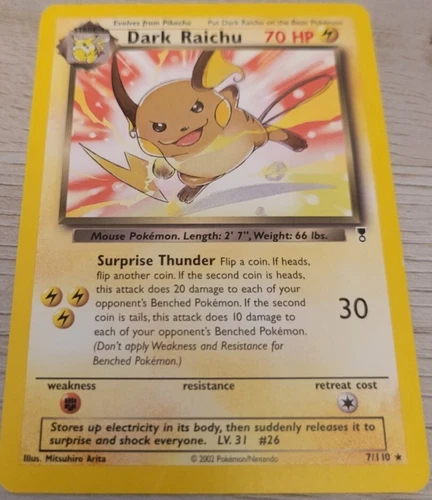 Evolves from Pikachu Put Dark Raichu on the Basic Pokémon
Dark Raichu 70 HP
Mouse Pokémon. Length: 2' 7", Weight: 66 lbs.
Surprise Thunder Flip a coin. If heads,
flip another coin. If the second coin is heads,
this attack does 20 damage to each of your
opponent's Benched Pokémon. If the second
coin is tails, this attack does 10 damage to
each of your opponent's Benched Pokémon.
(Don't apply Weakness and Resistance for
Benched Pokémon.)
30
weakness resistance retreat cost
Stores up electricity in its body, then suddenly releases it to
surprise and shock everyone. LV. 31 #26
Illus. Mitsuhiro Arita © 2002 Pokémon/Nintendo 7/110 ★